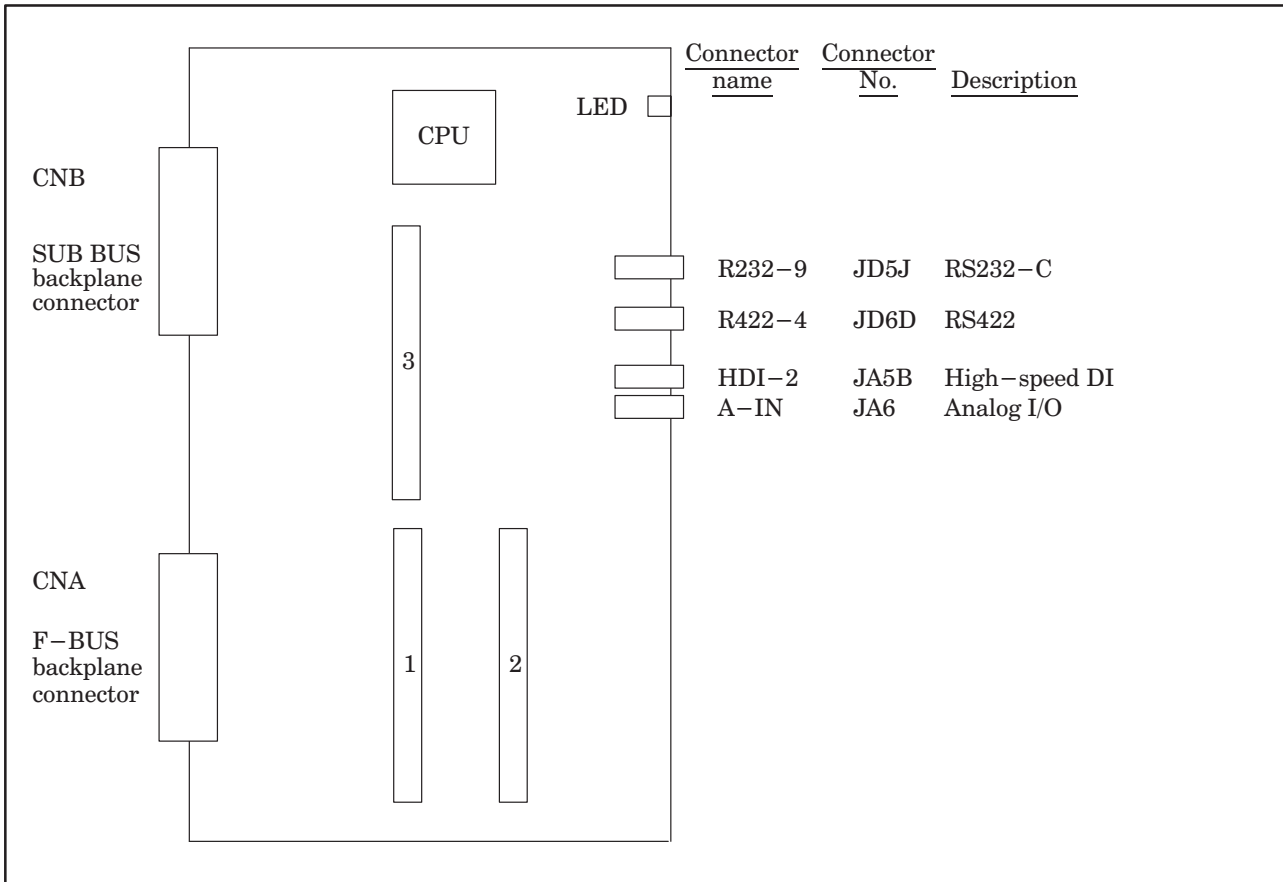 Connector Connector
name No. Description
LED
CPU
CNB
SUB BUS
backplane
connector
R232−9 JD5J RS232−C
R422−4 JD6D RS422
3
HDI−2 JA5B High−speed DI
A−IN JA6 Analog I/O
CNA
F−BUS
backplane
connector
1 2